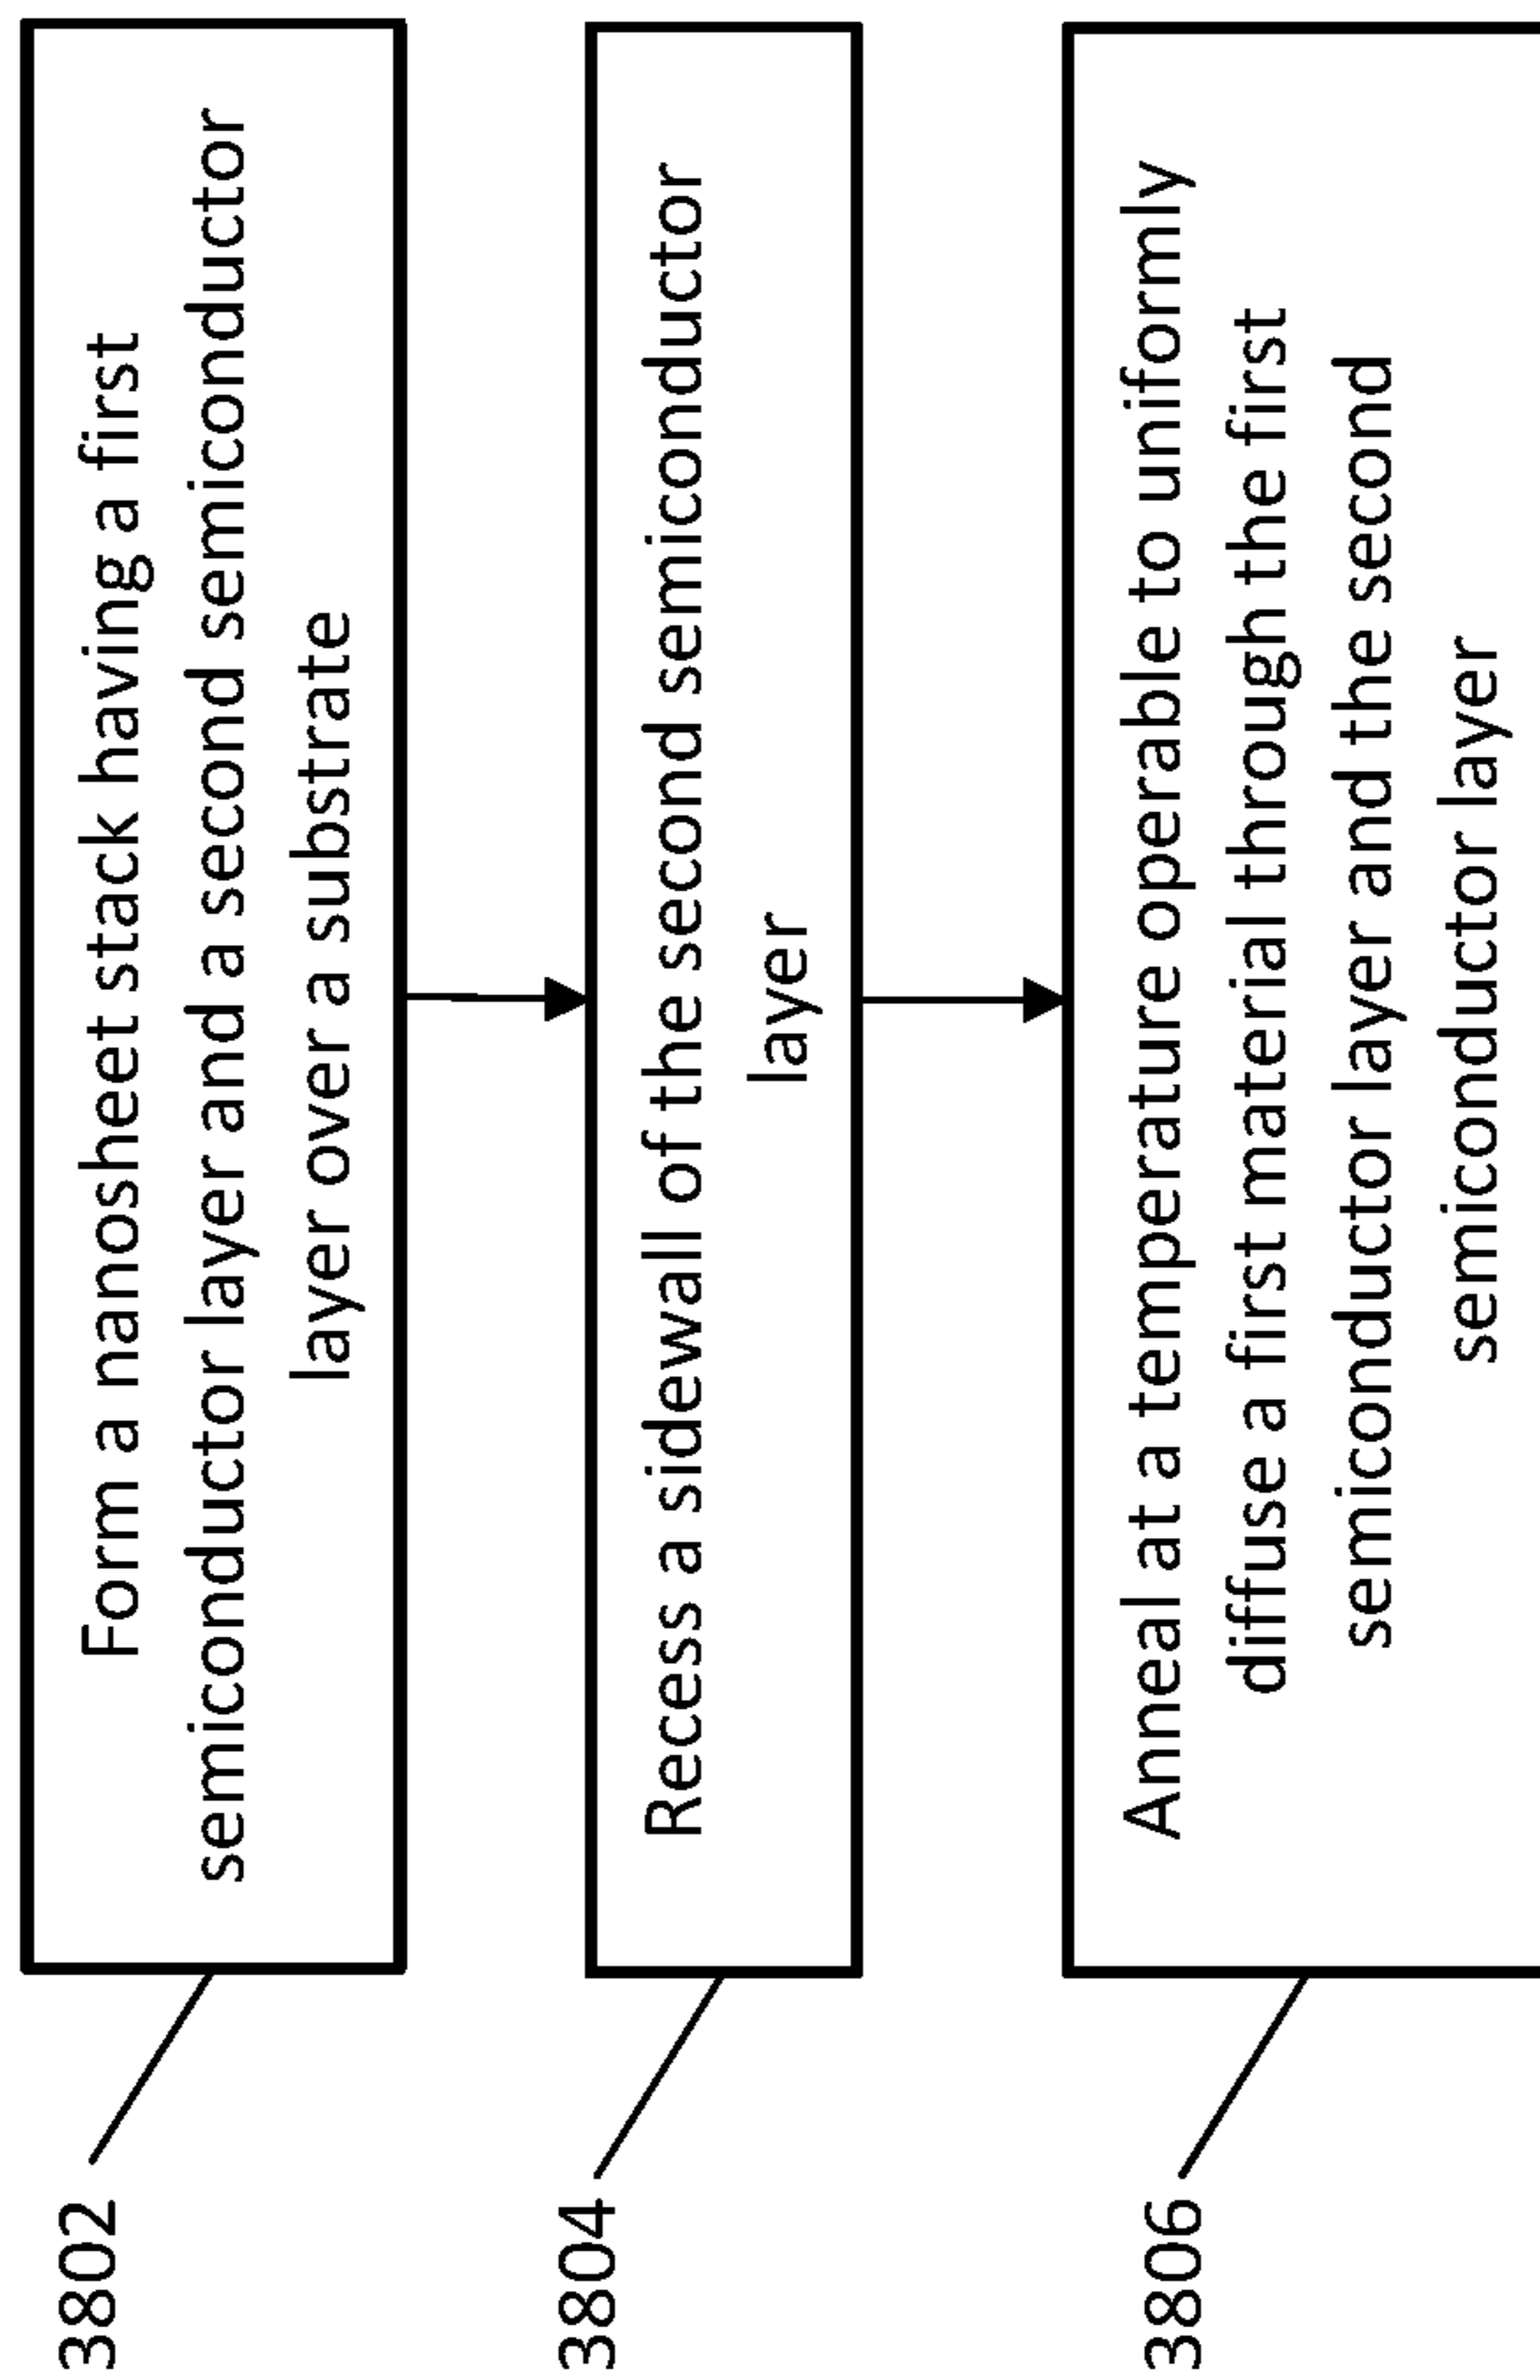 3802
Form a nanosheet stack having a first
semiconductor layer and a second semiconductor
layer over a substrate
3804
Recess a sidewall of the second semiconductor
layer
3806
Anneal at a temperature operable to uniformly
diffuse a first material through the first
semiconductor layer and the second
semiconductor layer